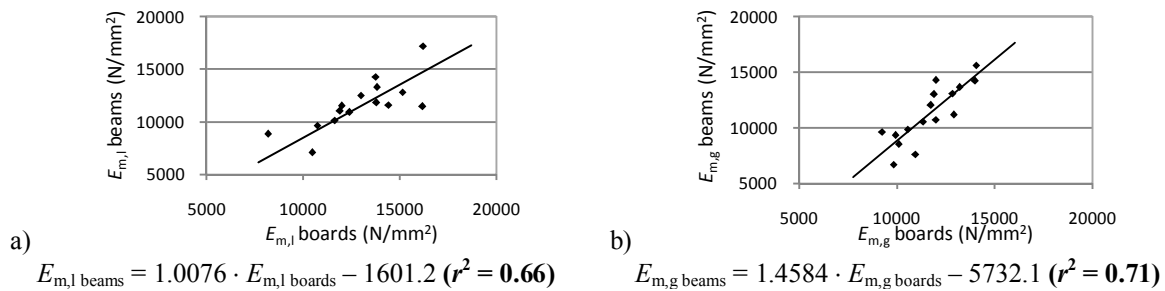 20000
15000
10000
5000
E_m,l beams (N/mm²)
5000 10000 15000 20000
E_m,l boards (N/mm²)
a)
E_m,l beams = 1.0076 · E_m,l boards – 1601.2 (r² = 0.66)
20000
15000
10000
5000
E_m,g beams (N/mm²)
5000 10000 15000 20000
E_m,g boards (N/mm²)
b)
E_m,g beams = 1.4584 · E_m,g boards – 5732.1 (r² = 0.71)